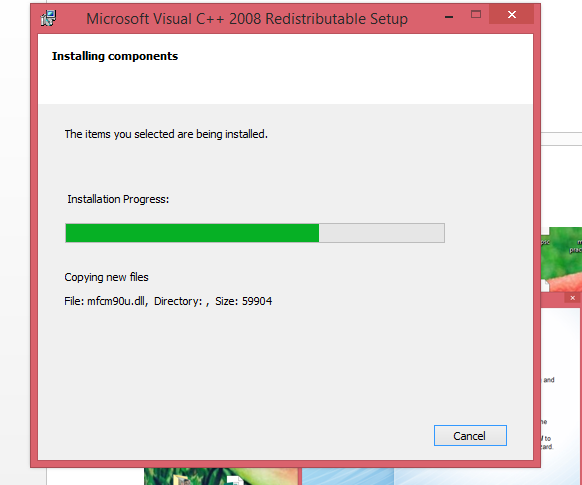 Microsoft Visual C++ 2008 Redistributable Setup
Installing components
The items you selected are being installed.
Installation Progress:
Copying new files
File: mfcm90u.dll, Directory: , Size: 59904
Cancel
and